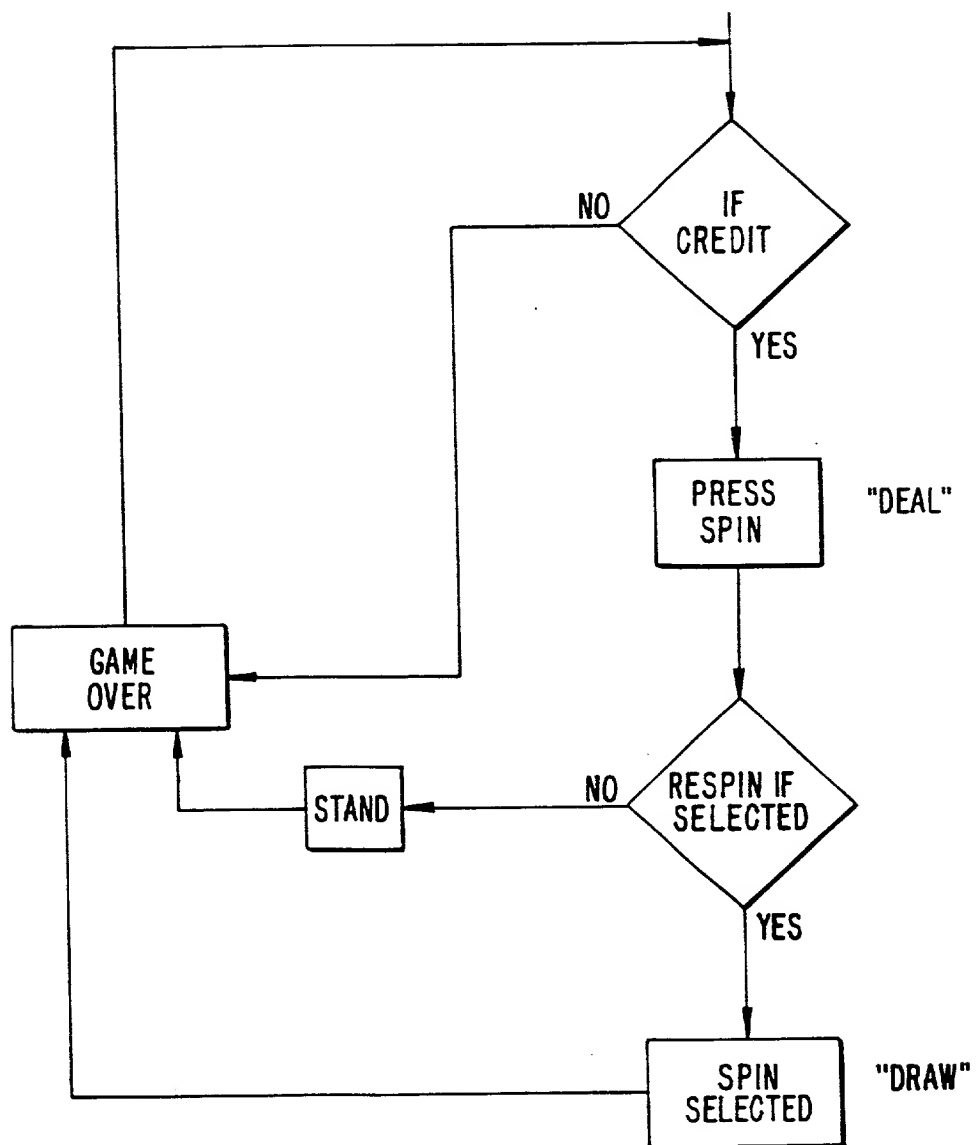 NO
IF
CREDIT
YES
PRESS
SPIN
"DEAL"
GAME
OVER
STAND
NO
RESPIN IF
SELECTED
YES
SPIN
SELECTED
"DRAW"